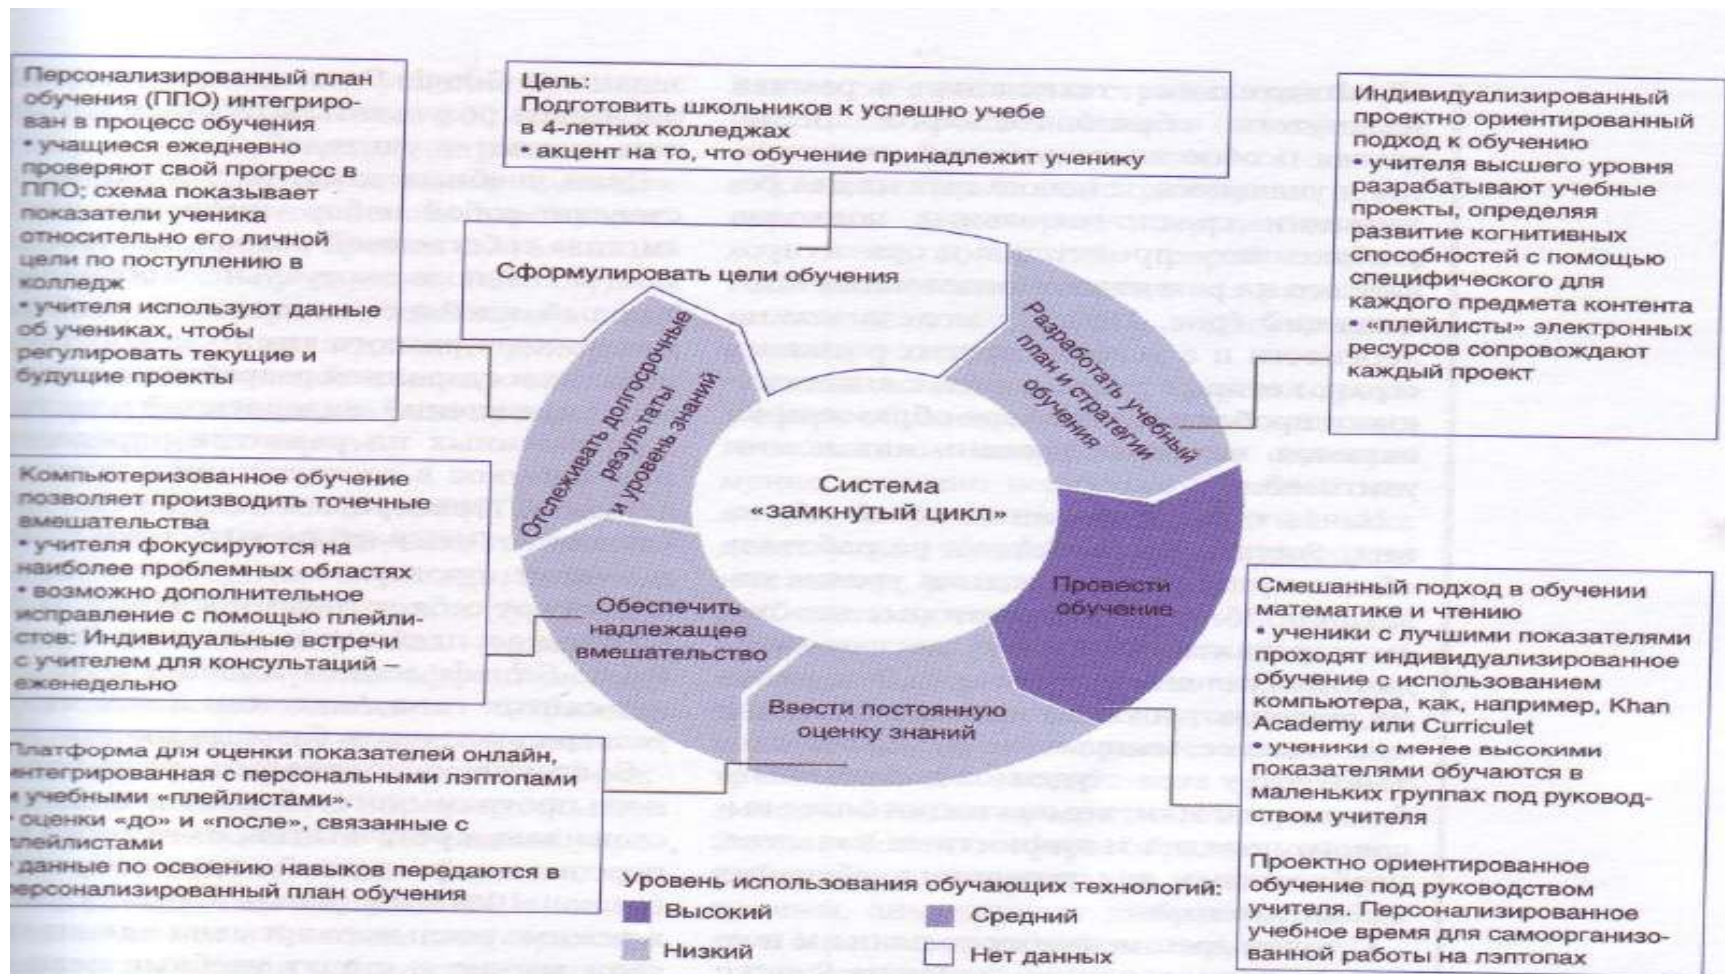 Персонализированный план
обучения (ППО) интегриро-
ван в процесс обучения
• учащиеся ежедневно
проверяют свой прогресс в
ППО; схема показывает
показатели ученика
относительно его личной
цели по поступлению в
колледж
• учителя используют данные
об учениках, чтобы
регулировать текущие и
будущие проекты
Цель:
Подготовить школьников к успешно учебе
в 4-летних колледжах
• акцент на то, что обучение принадлежит ученику
Индивидуализированный
проектно ориентированный
подход к обучению
• учителя высшего уровня
разрабатывают учебные
проекты, определяя
развитие когнитивных
способностей с помощью
специфического для
каждого предмета контента
• «плейлисты» электронных
ресурсов сопровождают
каждый проект
Сформулировать цели обучения
Отслеживать долгосрочные
результаты
и уровень знаний
Разработать учебный
план и стратегии
обучения
Система
«замкнутый цикл»
Провести
обучение
Обеспечить
надлежащее
вмешательство
Ввести постоянную
оценку знаний
Компьютеризованное обучение
позволяет производить точечные
вмешательства
• учителя фокусируются на
наиболее проблемных областях
• возможно дополнительное
исправление с помощью плейли-
стов: Индивидуальные встречи
с учителем для консультаций –
еженедельно
Платформа для оценки показателей онлайн,
интегрированная с персональными лэптопами
и учебными «плейлистами».
• оценки «до» и «после», связанные с
плейлистами
• данные по освоению навыков передаются в
персонализированный план обучения
Смешанный подход в обучении
математике и чтению
• ученики с лучшими показателями
проходят индивидуализированное
обучение с использованием
компьютера, как, например, Khan
Academy или Curriculet
• ученики с менее высокими
показателями обучаются в
маленьких группах под руковод-
ством учителя
Проектно ориентированное
обучение под руководством
учителя. Персонализированное
учебное время для самоорганизо-
ванной работы на лэптопах
Уровень использования обучающих технологий:
Высокий
Средний
Низкий
Нет данных